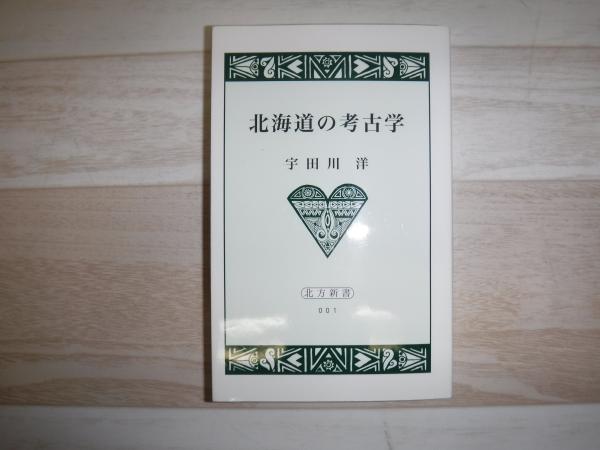 北海道の考古学
宇田川 洋
北方新書
001